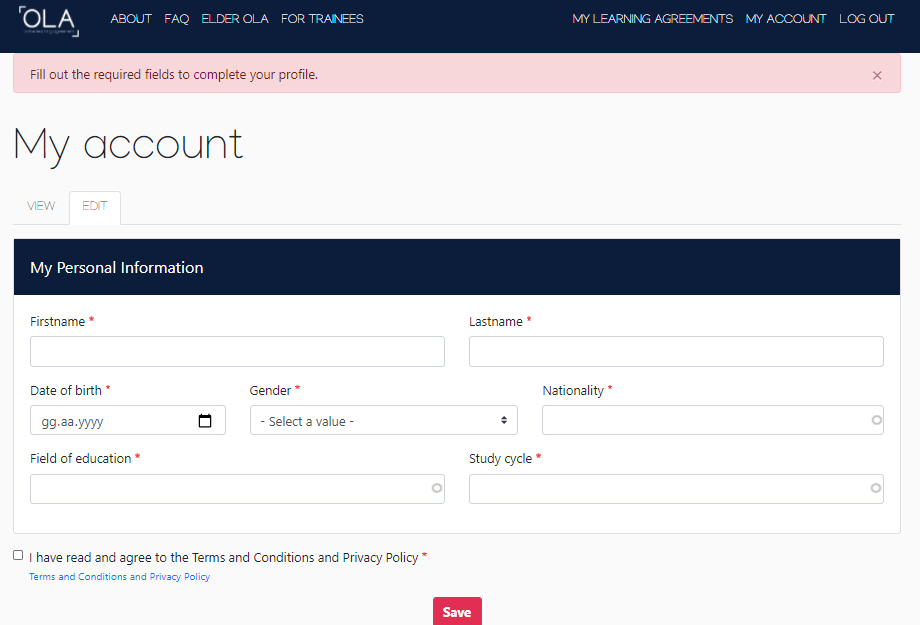 OLA
online learning agreement
ABOUT FAQ ELDER OLA FOR TRAINEES MY LEARNING AGREEMENTS MY ACCOUNT LOG OUT
Fill out the required fields to complete your profile. ×
My account
VIEW EDIT
My Personal Information
Firstname * Lastname *
Date of birth * Gender * Nationality *
gg.aa.yyyy - Select a value -
Field of education * Study cycle *
I have read and agree to the Terms and Conditions and Privacy Policy *
Terms and Conditions and Privacy Policy
Save